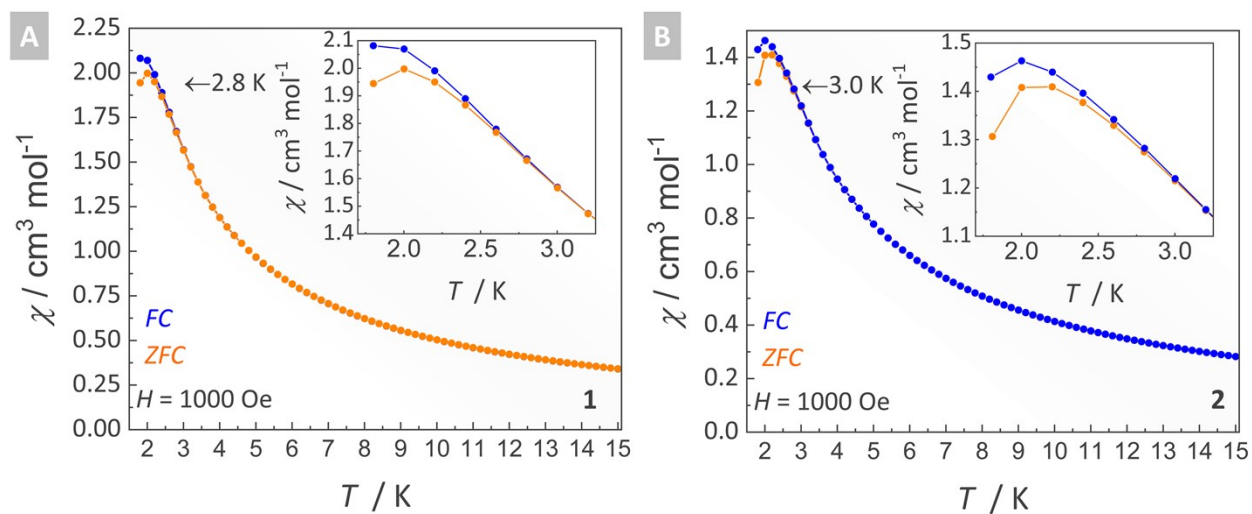 A
χ / cm³ mol⁻¹
2.25
2.00
1.75
1.50
1.25
1.00
0.75
0.50
0.25
0.00
←2.8 K
χ / cm³ mol⁻¹
2.1
2.0
1.9
1.8
1.7
1.6
1.5
1.4
2.0 2.5 3.0
T / K
FC
ZFC
H = 1000 Oe
1
2 3 4 5 6 7 8 9 10 11 12 13 14 15
T / K
B
χ / cm³ mol⁻¹
1.4
1.2
1.0
0.8
0.6
0.4
0.2
0.0
←3.0 K
χ / cm³ mol⁻¹
1.5
1.4
1.3
1.2
1.1
2.0 2.5 3.0
T / K
FC
ZFC
H = 1000 Oe
2
2 3 4 5 6 7 8 9 10 11 12 13 14 15
T / K